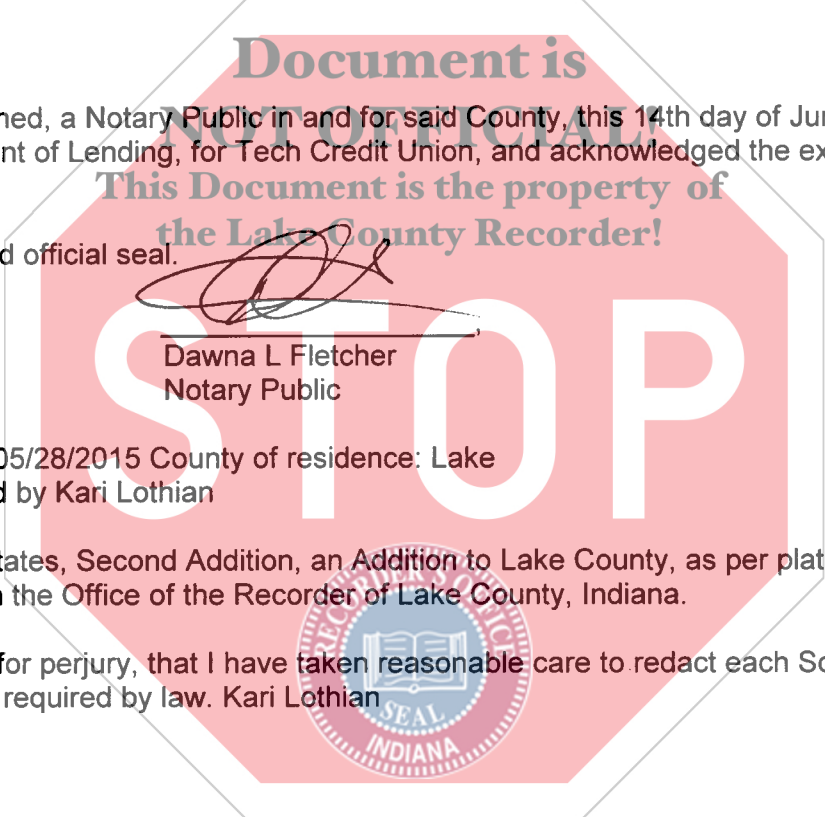 Document is
NOT OFFICIAL!
ned, a Notary Public in and for said County, this 14th day of Jun
nt of Lending, for Tech Credit Union, and acknowledged the ex
This Document is the property of
the Lake County Recorder!
d official seal.
STOP
Dawna L Fletcher
Notary Public
05/28/2015 County of residence: Lake
d by Kari Lothian
tates, Second Addition, an Addition to Lake County, as per plat
n the Office of the Recorder of Lake County, Indiana.
RECORDER'S OFFICE
for perjury, that I have taken reasonable care to redact each So
required by law. Kari Lothian
SEAL
INDIANA